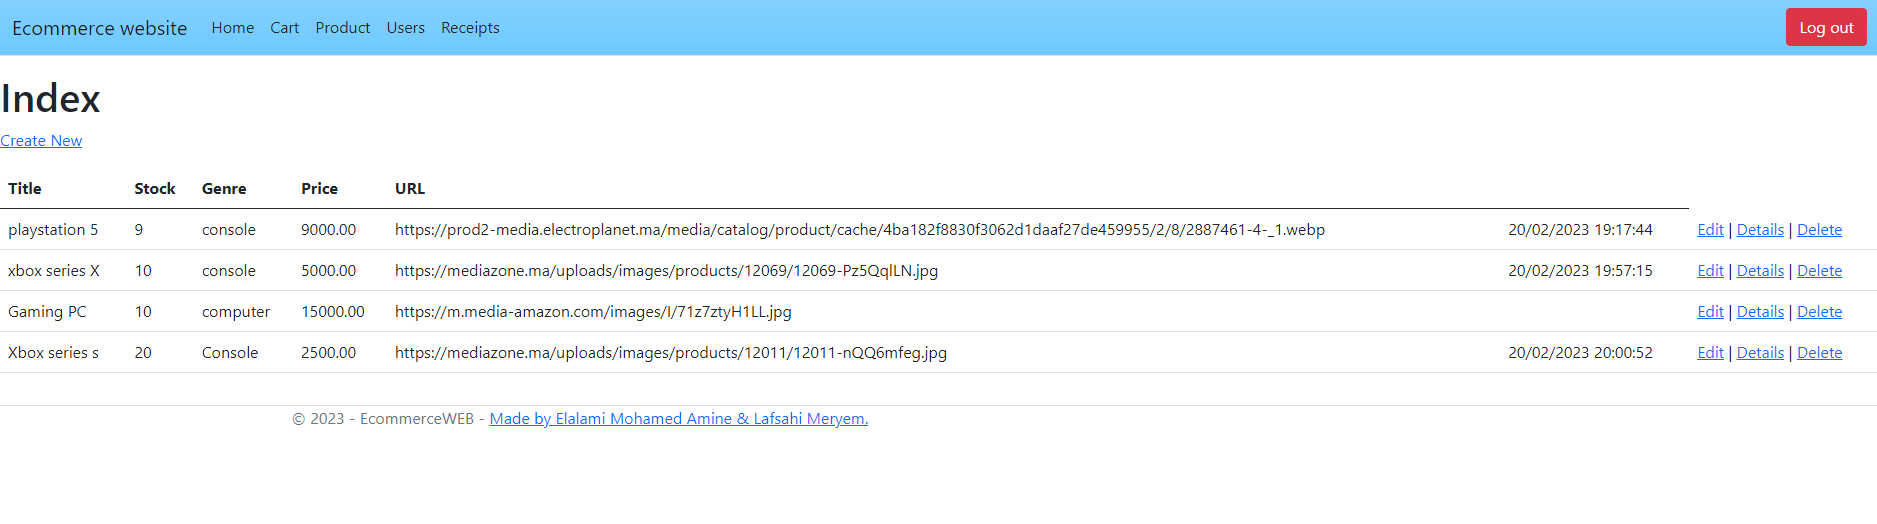 Ecommerce website Home Cart Product Users Receipts Log out
Index
Create New
Title Stock Genre Price URL
playstation 5 9 console 9000.00 https://prod2-media.electroplanet.ma/media/catalog/product/cache/4ba182f8830f3062d1daaf27de459955/2/8/2887461-4-_1.webp 20/02/2023 19:17:44 Edit | Details | Delete
xbox series X 10 console 5000.00 https://mediazone.ma/uploads/images/products/12069/12069-Pz5QqlLN.jpg 20/02/2023 19:57:15 Edit | Details | Delete
Gaming PC 10 computer 15000.00 https://m.media-amazon.com/images/I/71z7ztyH1LL.jpg Edit | Details | Delete
Xbox series s 20 Console 2500.00 https://mediazone.ma/uploads/images/products/12011/12011-nQQ6mfeg.jpg 20/02/2023 20:00:52 Edit | Details | Delete
© 2023 - EcommerceWEB - Made by Elalami Mohamed Amine & Lafsahi Meryem.